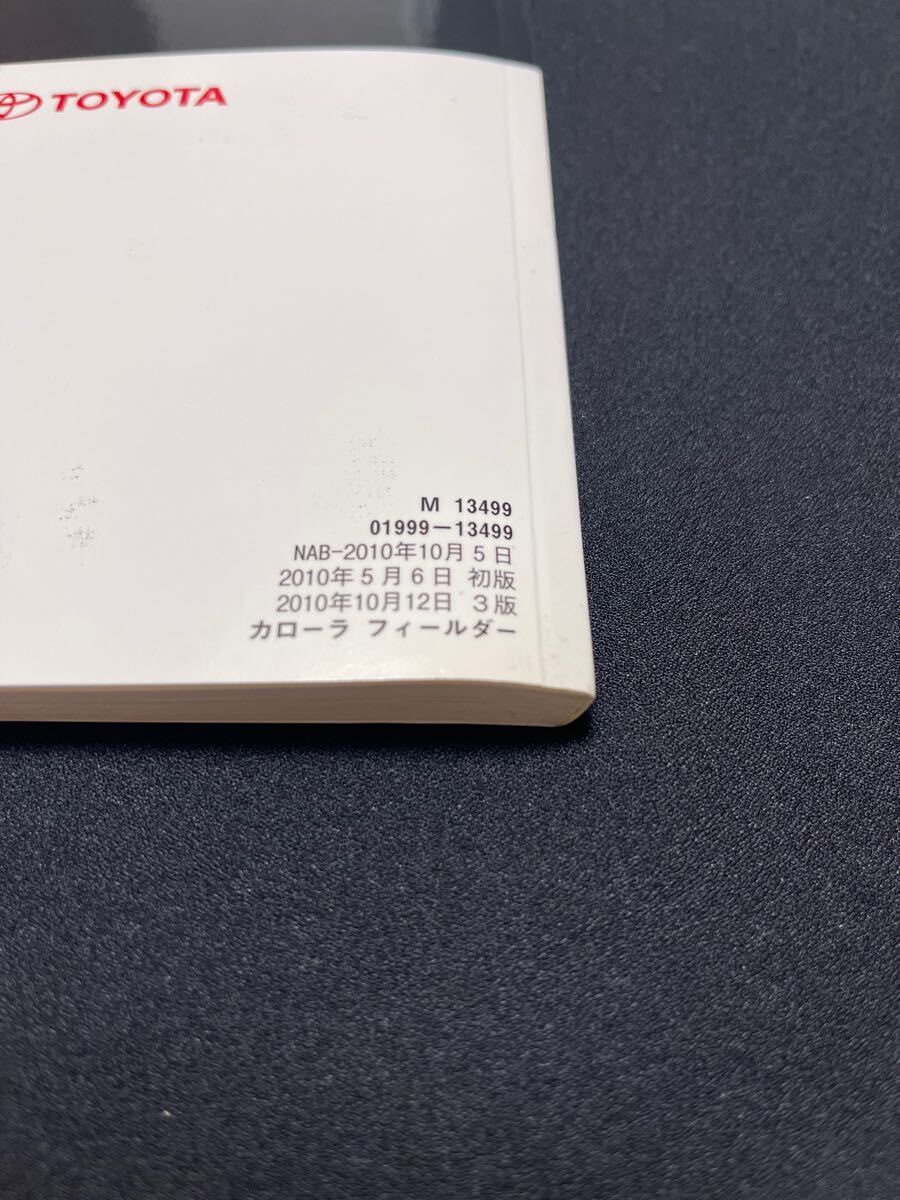 TOYOTA
M 13499
01999-13499
NAB-2010年10月5日
2010年5月6日 初版
2010年10月12日 3版
カローラ フィールダー